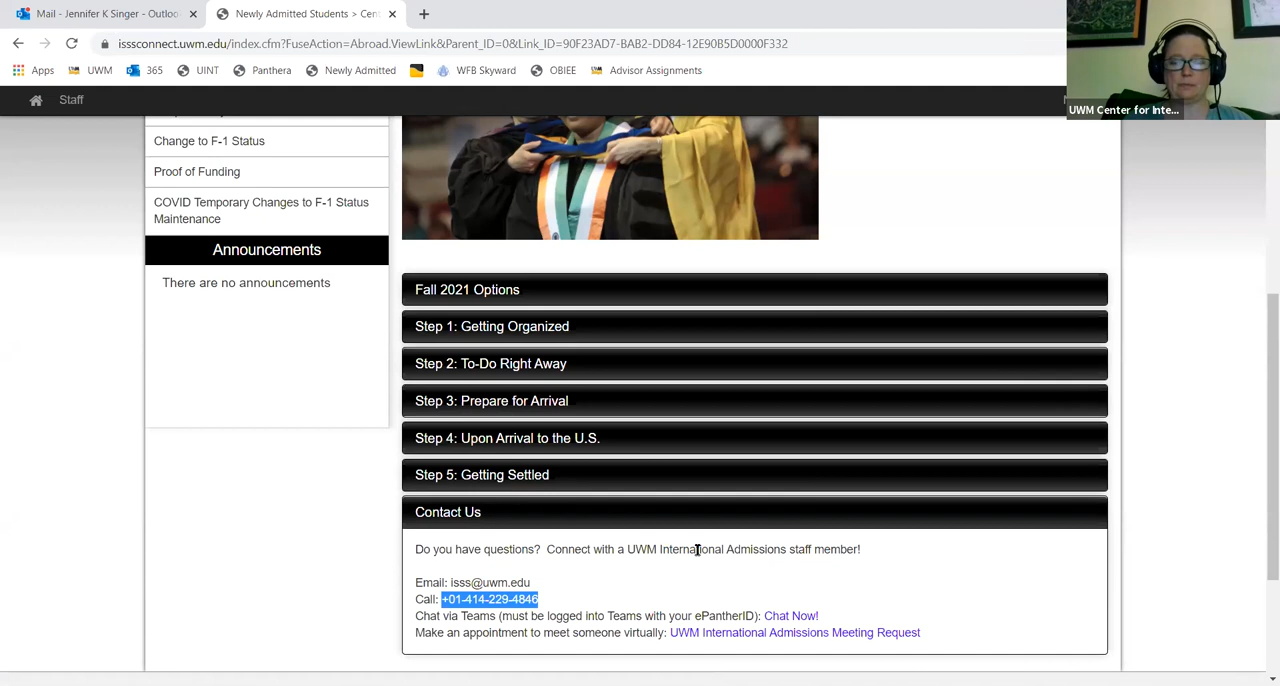 Mail - Jennifer K Singer - Outlo
Newly Admitted Students > Cent
isssconnect.uwm.edu/index.cfm?FuseAction=Abroad.ViewLink&Parent_ID=0&Link_ID=90F23AD7-BAB2-DD84-12E90B5D0000F332
Apps UWM 365 UINT Panthera Newly Admitted WFB Skyward OBIEE Advisor Assignments
UWM Center for Inte...
Staff
Change to F-1 Status
Proof of Funding
COVID Temporary Changes to F-1 Status
Maintenance
Announcements
There are no announcements
Fall 2021 Options
Step 1: Getting Organized
Step 2: To-Do Right Away
Step 3: Prepare for Arrival
Step 4: Upon Arrival to the U.S.
Step 5: Getting Settled
Contact Us
Do you have questions? Connect with a UWM International Admissions staff member!
Email: isss@uwm.edu
Call: +01-414-229-4846
Chat via Teams (must be logged into Teams with your ePantherID): Chat Now!
Make an appointment to meet someone virtually: UWM International Admissions Meeting Request